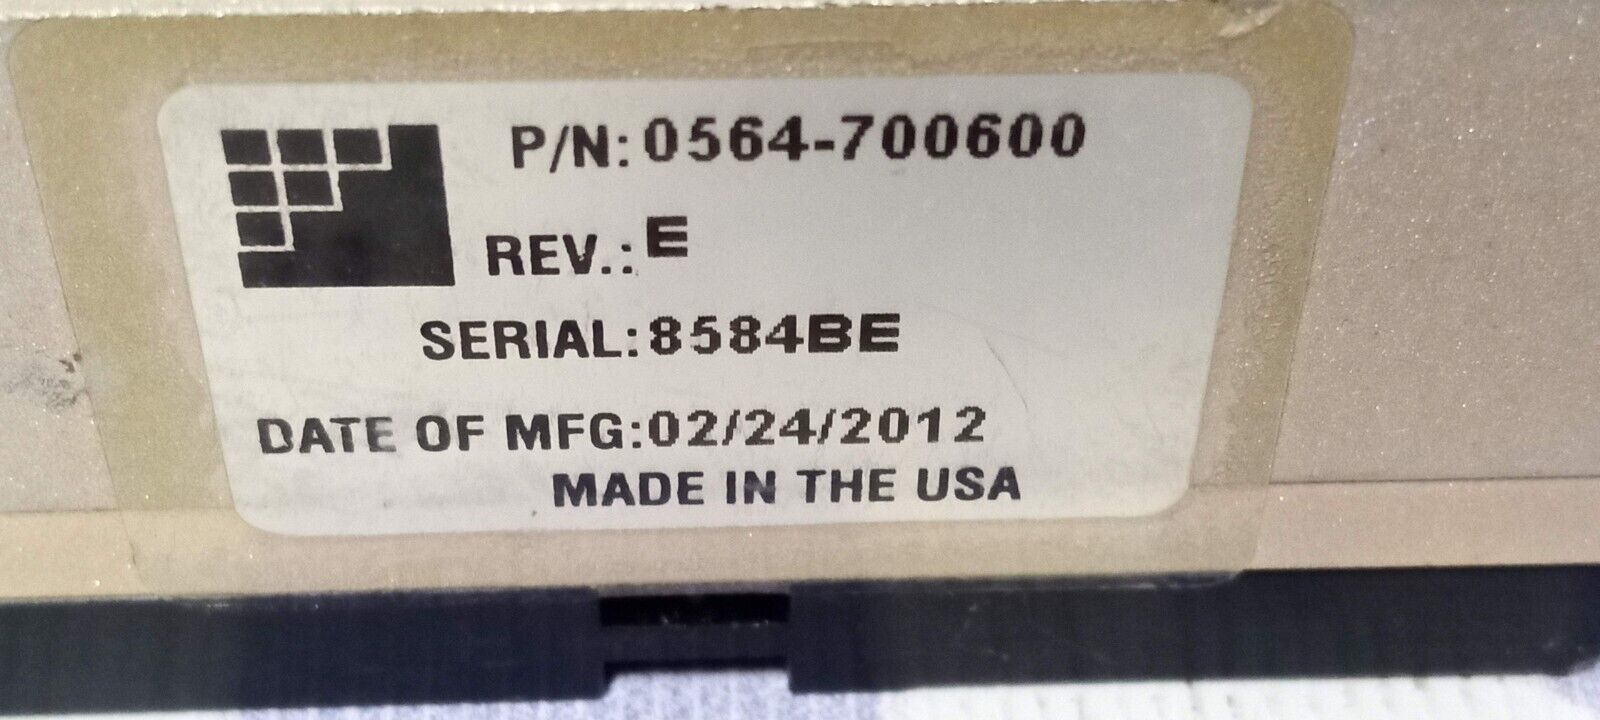 P/N: 0564-700600
REV.: E
SERIAL: 8584BE
DATE OF MFG: 02/24/2012
MADE IN THE USA